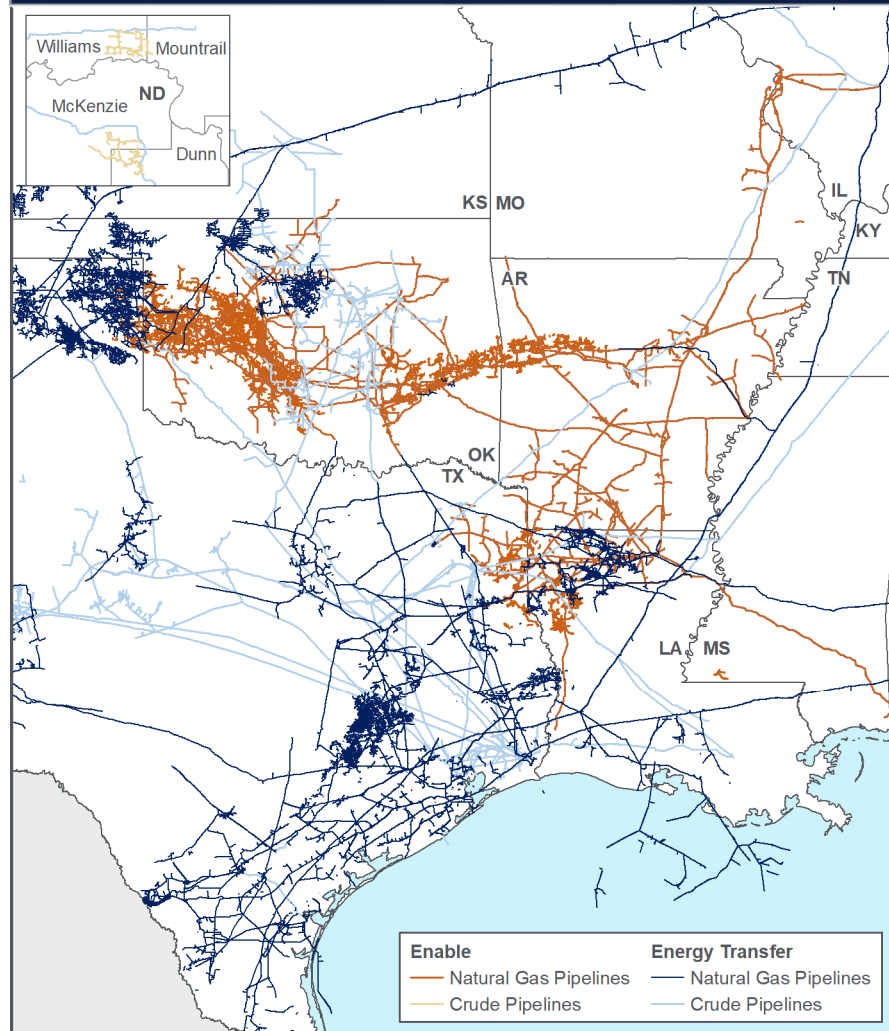 Williams
Mountrail
ND
McKenzie
Dunn
KS MO
IL
KY
AR
TN
OK
TX
LA MS
Enable
Natural Gas Pipelines
Crude Pipelines
Energy Transfer
Natural Gas Pipelines
Crude Pipelines